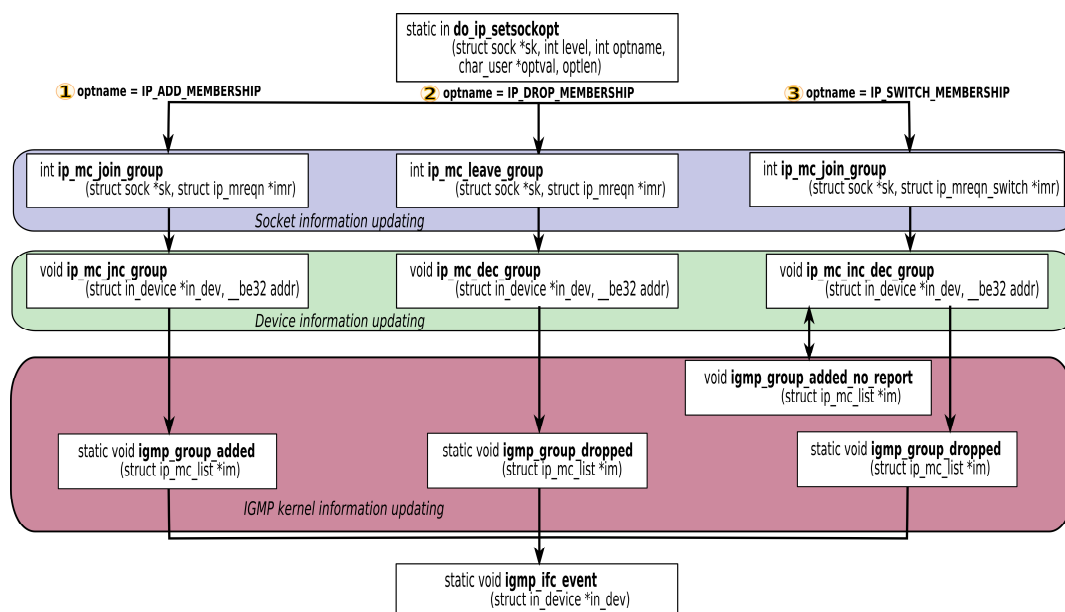 static in do_ip_setsockopt
(struct sock *sk, int level, int optname,
char_user *optval, optlen)
1 optname = IP_ADD_MEMBERSHIP
2 optname = IP_DROP_MEMBERSHIP
3 optname = IP_SWITCH_MEMBERSHIP
int ip_mc_join_group
(struct sock *sk, struct ip_mreqn *imr)
int ip_mc_leave_group
(struct sock *sk, struct ip_mreqn *imr)
int ip_mc_join_group
(struct sock *sk, struct ip_mreqn_switch *imr)
Socket information updating
void ip_mc_jnc_group
(struct in_device *in_dev, __be32 addr)
void ip_mc_dec_group
(struct in_device *in_dev, __be32 addr)
void ip_mc_inc_dec_group
(struct in_device *in_dev, __be32 addr)
Device information updating
void igmp_group_added_no_report
(struct ip_mc_list *im)
static void igmp_group_added
(struct ip_mc_list *im)
static void igmp_group_dropped
(struct ip_mc_list *im)
static void igmp_group_dropped
(struct ip_mc_list *im)
IGMP kernel information updating
static void igmp_ifc_event
(struct in_device *in_dev)